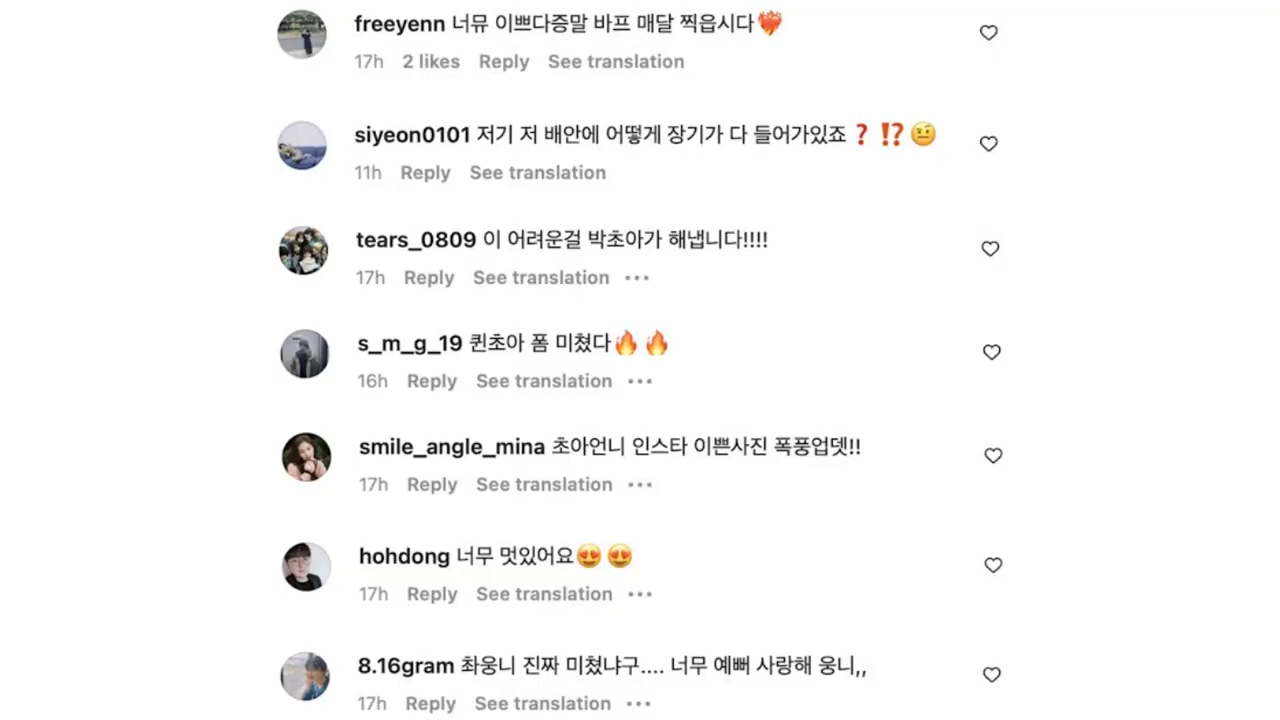 freeyenn 너뮤 이쁘다증말 바프 매달 찍읍시다❤️‍🔥
17h 2 likes Reply See translation
siyeon0101 저기 저 배안에 어떻게 장기가 다 들어가있죠❓⁉️🤨
11h Reply See translation
tears_0809 이 어려운걸 박초아가 해냅니다!!!!
17h Reply See translation •••
s_m_g_19 퀸초아 폼 미쳤다🔥🔥
16h Reply See translation •••
smile_angle_mina 초아언니 인스타 이쁜사진 폭풍업뎃!!
17h Reply See translation •••
hohdong 너무 멋있어요😍😍
17h Reply See translation •••
8.16gram 촤웅니 진짜 미쳤냐구.... 너무 예뻐 사랑해 웅니,,
17h Reply See translation •••